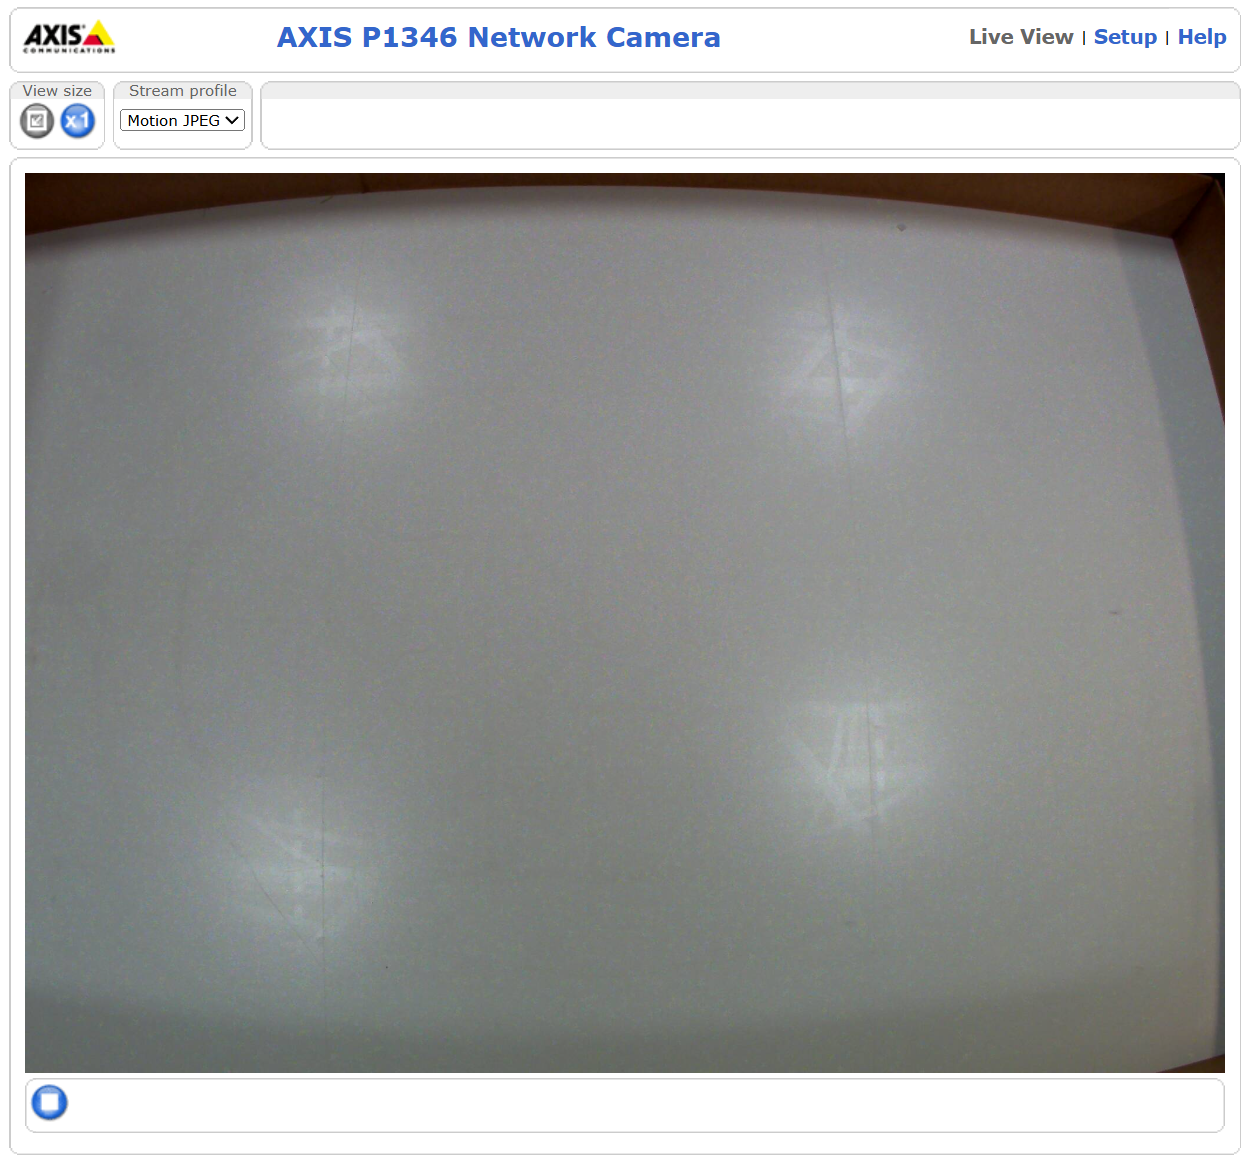 AXIS
COMMUNICATIONS
AXIS P1346 Network Camera
Live View | Setup | Help
View size
Stream profile
x1
Motion JPEG